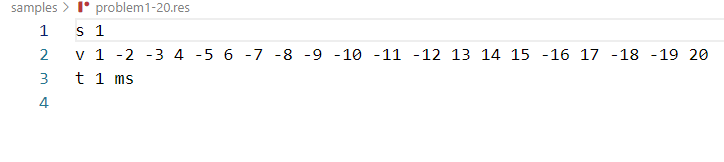 samples > problem1-20.res
1 s 1
2 v 1 -2 -3 4 -5 6 -7 -8 -9 -10 -11 -12 13 14 15 -16 17 -18 -19 20
3 t 1 ms
4